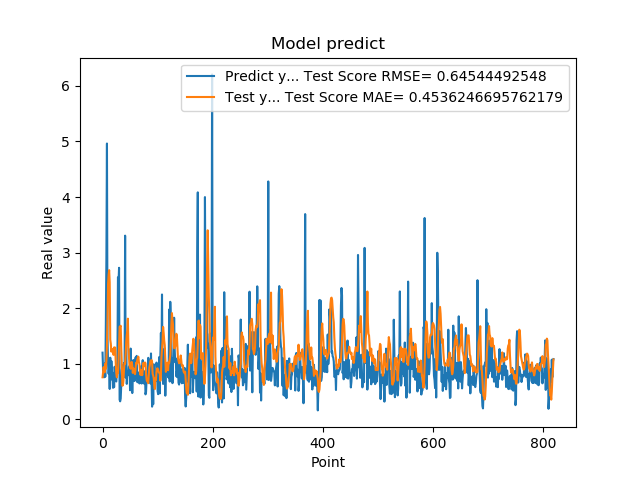 Model predict
Predict y... Test Score RMSE= 0.64544492548
Test y... Test Score MAE= 0.4536246695762179
Real value
6
5
4
3
2
1
0
0 200 400 600 800
Point